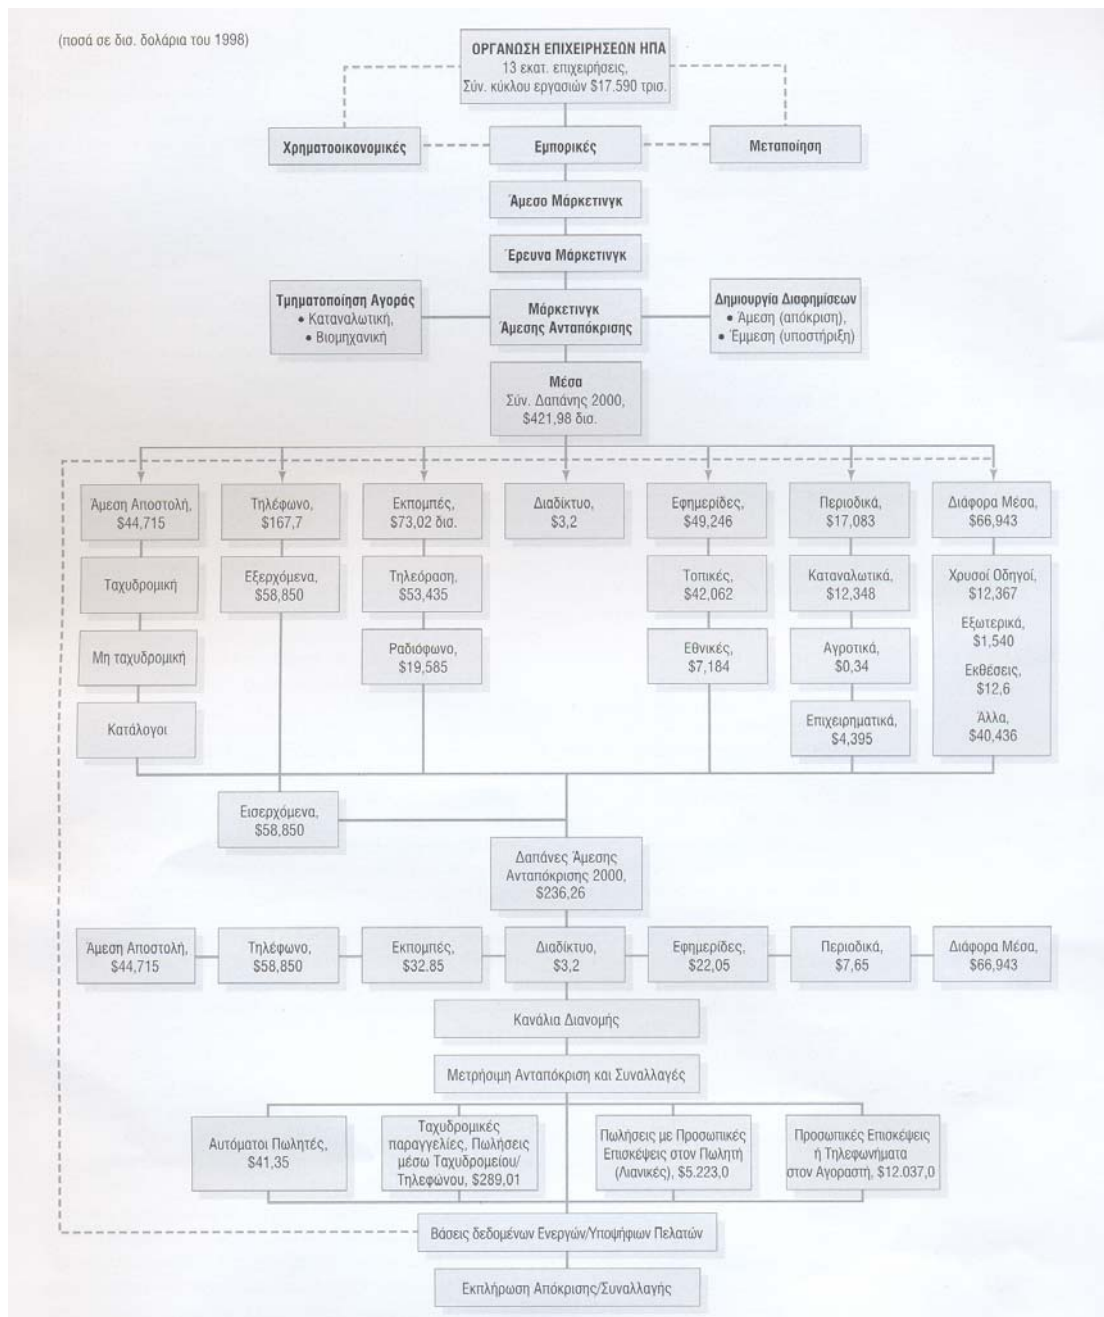 (ποσά σε δισ. δολάρια του 1998)
ΟΡΓΑΝΩΣΗ ΕΠΙΧΕΙΡΗΣΕΩΝ ΗΠΑ
13 εκατ. επιχειρήσεις,
Σύν. κύκλου εργασιών $17.590 τρισ.
Χρηματοοικονομικές
Εμπορικές
Μεταποίηση
Άμεσο Μάρκετινγκ
Έρευνα Μάρκετινγκ
Τμηματοποίηση Αγοράς
• Καταναλωτική,
• Βιομηχανική
Μάρκετινγκ
Άμεσης Ανταπόκρισης
Δημιουργία Διαφημίσεων
• Άμεση (απόκριση),
• Έμμεση (υποστήριξη)
Μέσα
Σύν. Δαπάνης 2000,
$421,98 δισ.
Άμεση Αποστολή,
$44,715
Τηλέφωνο,
$167,7
Εκπομπές,
$73,02 δισ.
Διαδίκτυο,
$3,2
Εφημερίδες,
$49,246
Περιοδικά,
$17,083
Διάφορα Μέσα,
$66,943
Ταχυδρομική
Εξερχόμενα,
$58,850
Τηλεόραση,
$53,435
Τοπικές,
$42,062
Καταναλωτικά,
$12,348
Χρυσοί Οδηγοί,
$12,367
Εξωτερικά,
$1,540
Εκθέσεις,
$12,6
Άλλα,
$40,436
Μη ταχυδρομική
Ραδιόφωνο,
$19,585
Εθνικές,
$7,184
Αγροτικά,
$0,34
Κατάλογοι
Επιχειρηματικά,
$4,395
Εισερχόμενα,
$58,850
Δαπάνες Άμεσης
Ανταπόκρισης 2000,
$236,26
Άμεση Αποστολή,
$44,715
Τηλέφωνο,
$58,850
Εκπομπές,
$32.85
Διαδίκτυο,
$3,2
Εφημερίδες,
$22,05
Περιοδικά,
$7,65
Διάφορα Μέσα,
$66,943
Κανάλια Διανομής
Μετρήσιμη Ανταπόκριση και Συναλλαγές
Αυτόματοι Πωλητές,
$41,35
Ταχυδρομικές
παραγγελίες, Πωλήσεις
μέσω Ταχυδρομείου/
Τηλεφώνου, $289,01
Πωλήσεις με Προσωπικές
Επισκέψεις στον Πωλητή
(Λιανικές), $5.223,0
Προσωπικές Επισκέψεις
ή Τηλεφωνήματα
στον Αγοραστή, $12.037,0
Βάσεις δεδομένων Ενεργών/Υποψήφιων Πελατών
Εκπλήρωση Απόκρισης/Συναλλαγής